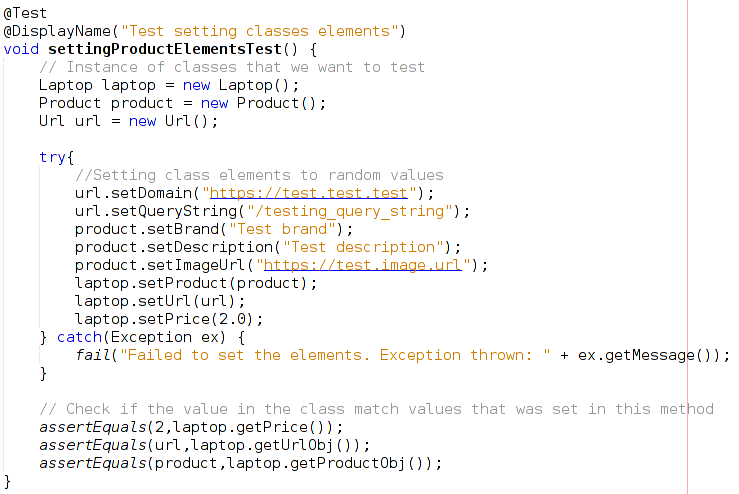 @Test
@DisplayName("Test setting classes elements")
void settingProductElementsTest() {
// Instance of classes that we want to test
Laptop laptop = new Laptop();
Product product = new Product();
Url url = new Url();
try{
//Setting class elements to random values
url.setDomain("https://test.test.test");
url.setQueryString("/testing_query_string");
product.setBrand("Test brand");
product.setDescription("Test description");
product.setImageUrl("https://test.image.url");
laptop.setProduct(product);
laptop.setUrl(url);
laptop.setPrice(2.0);
} catch(Exception ex) {
fail("Failed to set the elements. Exception thrown: " + ex.getMessage());
}
// Check if the value in the class match values that was set in this method
assertEquals(2,laptop.getPrice());
assertEquals(url,laptop.getUrlObj());
assertEquals(product,laptop.getProductObj());
}